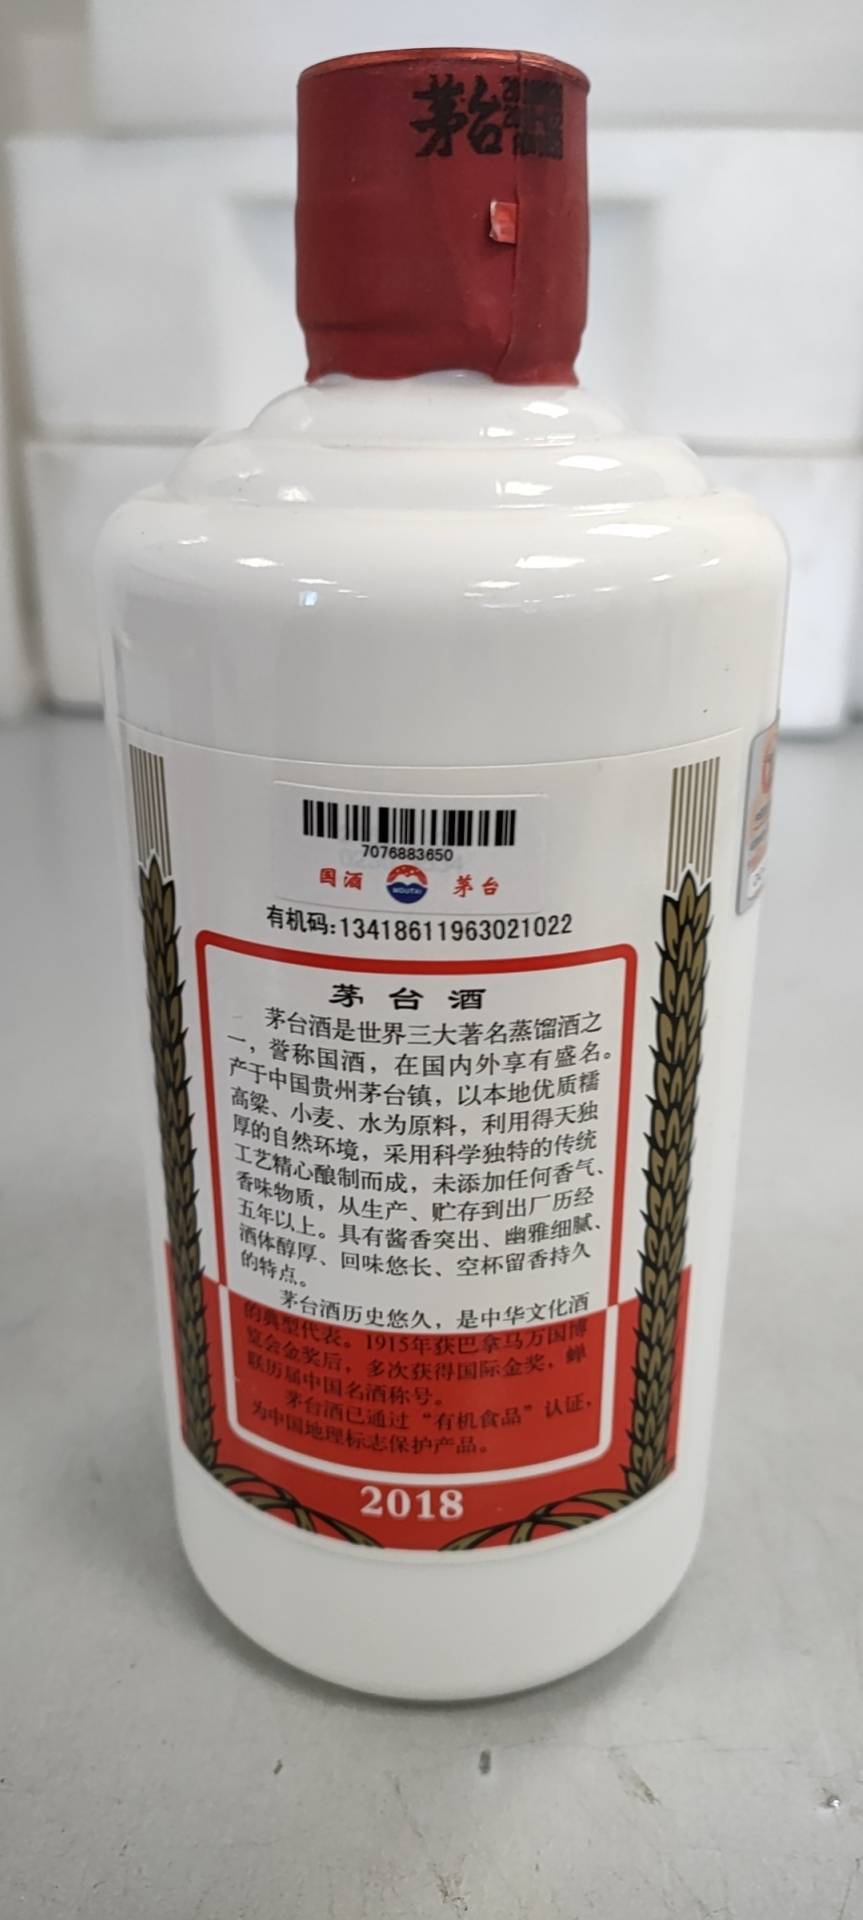 茅台
7076883650
国酒 MOUTAI 茅台
有机码:13418611963021022
茅台酒
茅台酒是世界三大著名蒸馏酒之
一，誉称国酒，在国内外享有盛名。
产于中国贵州茅台镇，以本地优质糯
高粱、小麦、水为原料，利用得天独
厚的自然环境，采用科学独特的传统
工艺精心酿制而成，未添加任何香气、
香味物质，从生产、贮存到出厂历经
五年以上。具有酱香突出、幽雅细腻、
酒体醇厚、回味悠长、空杯留香持久
的特点。
茅台酒历史悠久，是中华文化酒
的典型代表。1915年获巴拿马万国博
览会金奖后，多次获得国际金奖，蝉
联历届中国名酒称号。
茅台酒已通过“有机食品”认证，
为中国地理标志保护产品。
2018